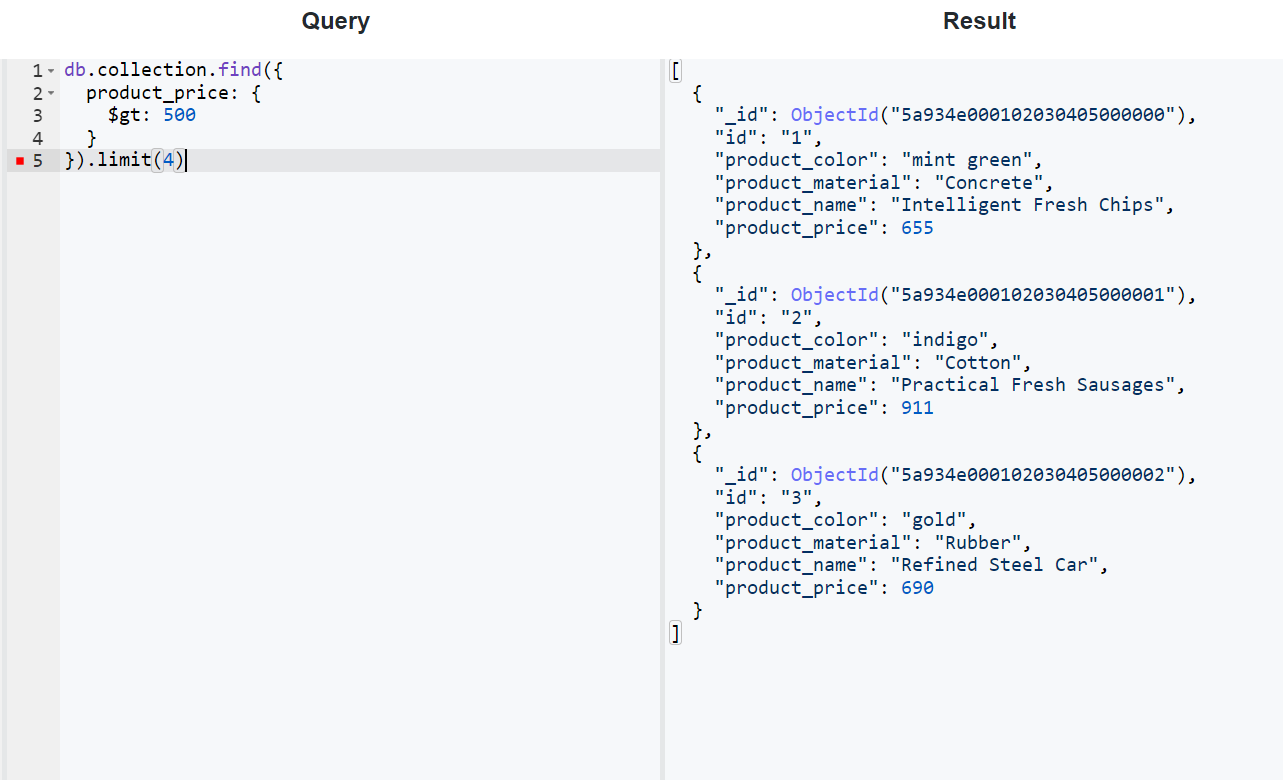 Query
Result
1 db.collection.find({
2   product_price: {
3     $gt: 500
4   }
5 }).limit(4)
[
  {
    "_id": ObjectId("5a934e000102030405000000"),
    "id": "1",
    "product_color": "mint green",
    "product_material": "Concrete",
    "product_name": "Intelligent Fresh Chips",
    "product_price": 655
  },
  {
    "_id": ObjectId("5a934e000102030405000001"),
    "id": "2",
    "product_color": "indigo",
    "product_material": "Cotton",
    "product_name": "Practical Fresh Sausages",
    "product_price": 911
  },
  {
    "_id": ObjectId("5a934e000102030405000002"),
    "id": "3",
    "product_color": "gold",
    "product_material": "Rubber",
    "product_name": "Refined Steel Car",
    "product_price": 690
  }
]